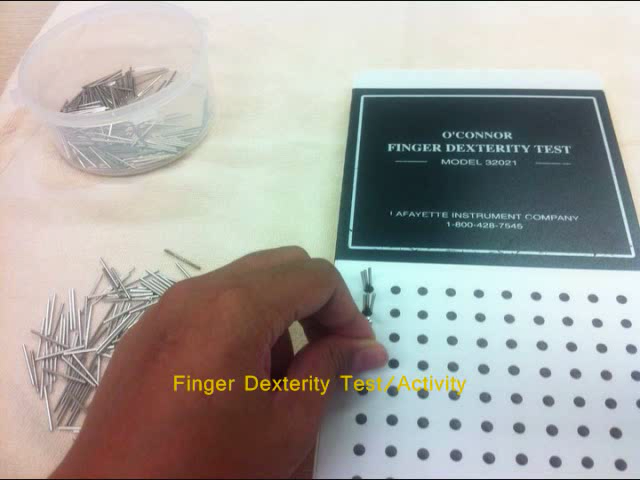 O'CONNOR
FINGER DEXTERITY TEST
MODEL 32021
LAFAYETTE INSTRUMENT COMPANY
1-800-428-7545
Finger Dexterity Test/Activity